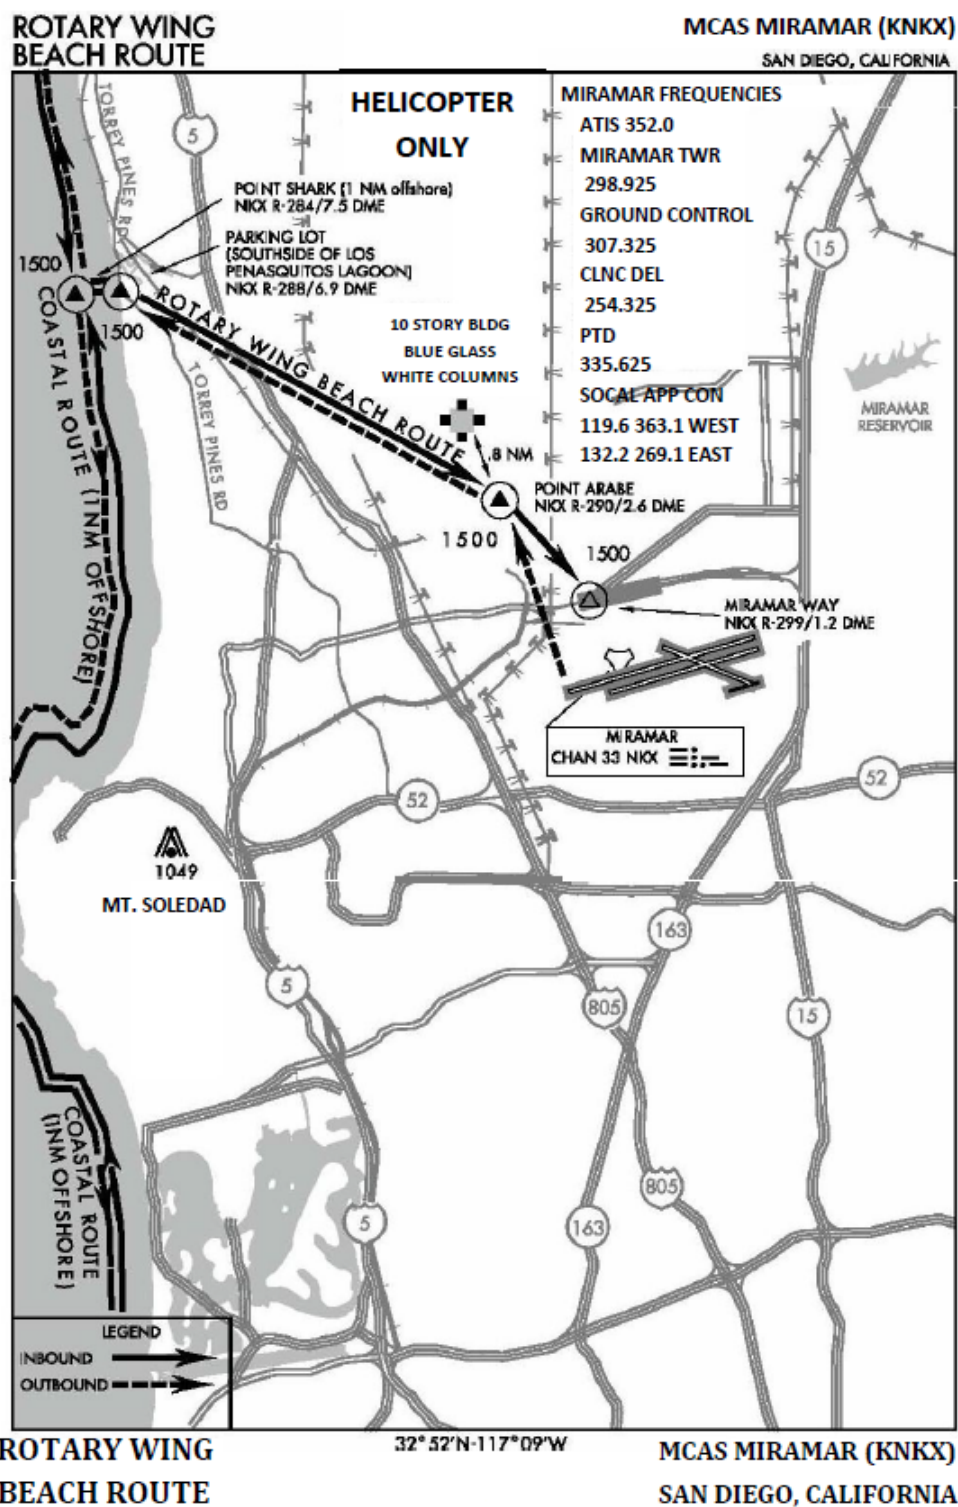 ROTARY WING
BEACH ROUTE
MCAS MIRAMAR (KNKX)
SAN DIEGO, CALIFORNIA
HELICOPTER
ONLY
MIRAMAR FREQUENCIES
ATIS 352.0
MIRAMAR TWR
298.925
GROUND CONTROL
307.325
CLNC DEL
254.325
PTD
335.625
SOCAL APP CON
119.6 363.1 WEST
132.2 269.1 EAST
TORREY PINES RD
5
POINT SHARK (1 NM offshore)
NKX R-284/7.5 DME
PARKING LOT
(SOUTHSIDE OF LOS
PENASQUITOS LAGOON)
NKX R-288/6.9 DME
15
1500
1500
COASTAL ROUTE (1NM OFFSHORE)
ROTARY WING BEACH ROUTE
10 STORY BLDG
BLUE GLASS
WHITE COLUMNS
.8 NM
TORREY PINES RD
MIRAMAR
RESERVOIR
POINT ARABE
NKX R-290/2.6 DME
1500
1500
MIRAMAR WAY
NKX R-299/1.2 DME
MIRAMAR
CHAN 33 NKX
52
52
1049
MT. SOLEDAD
163
5
805
15
COASTAL ROUTE
(1NM OFFSHORE)
805
5
163
LEGEND
INBOUND
OUTBOUND
32°52'N-117°09'W
ROTARY WING
BEACH ROUTE
MCAS MIRAMAR (KNKX)
SAN DIEGO, CALIFORNIA